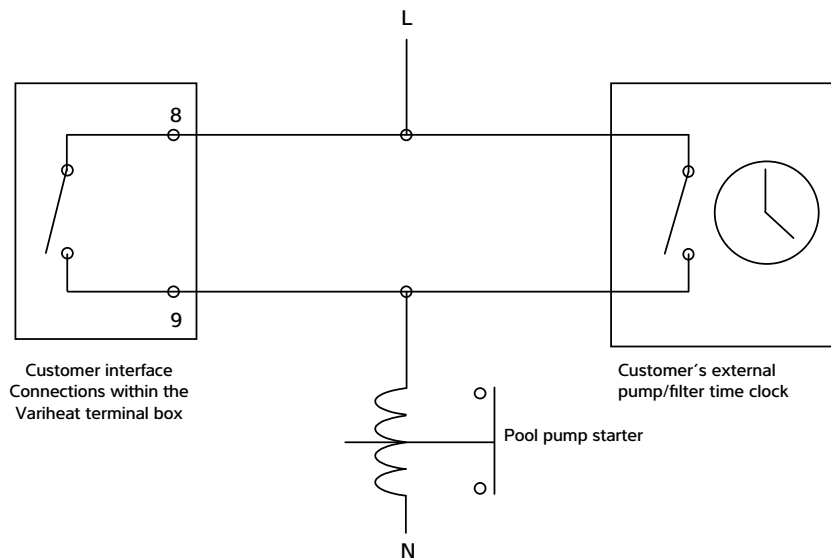 L
8
9
Customer interface
Connections within the
Variheat terminal box
Customer´s external
pump/filter time clock
Pool pump starter
N